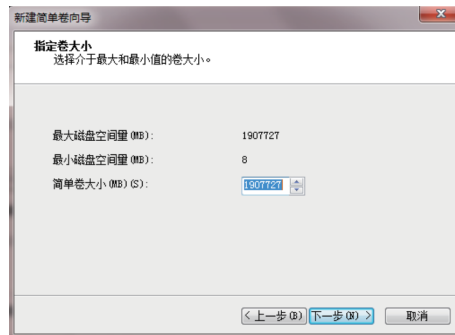 新建简单卷向导
指定卷大小
选择介于最大和最小值的卷大小。
最大磁盘空间量(MB): 1907727
最小磁盘空间量(MB): 8
简单卷大小(MB)(S): 1907727
< 上一步(B) 下一步(N) > 取消